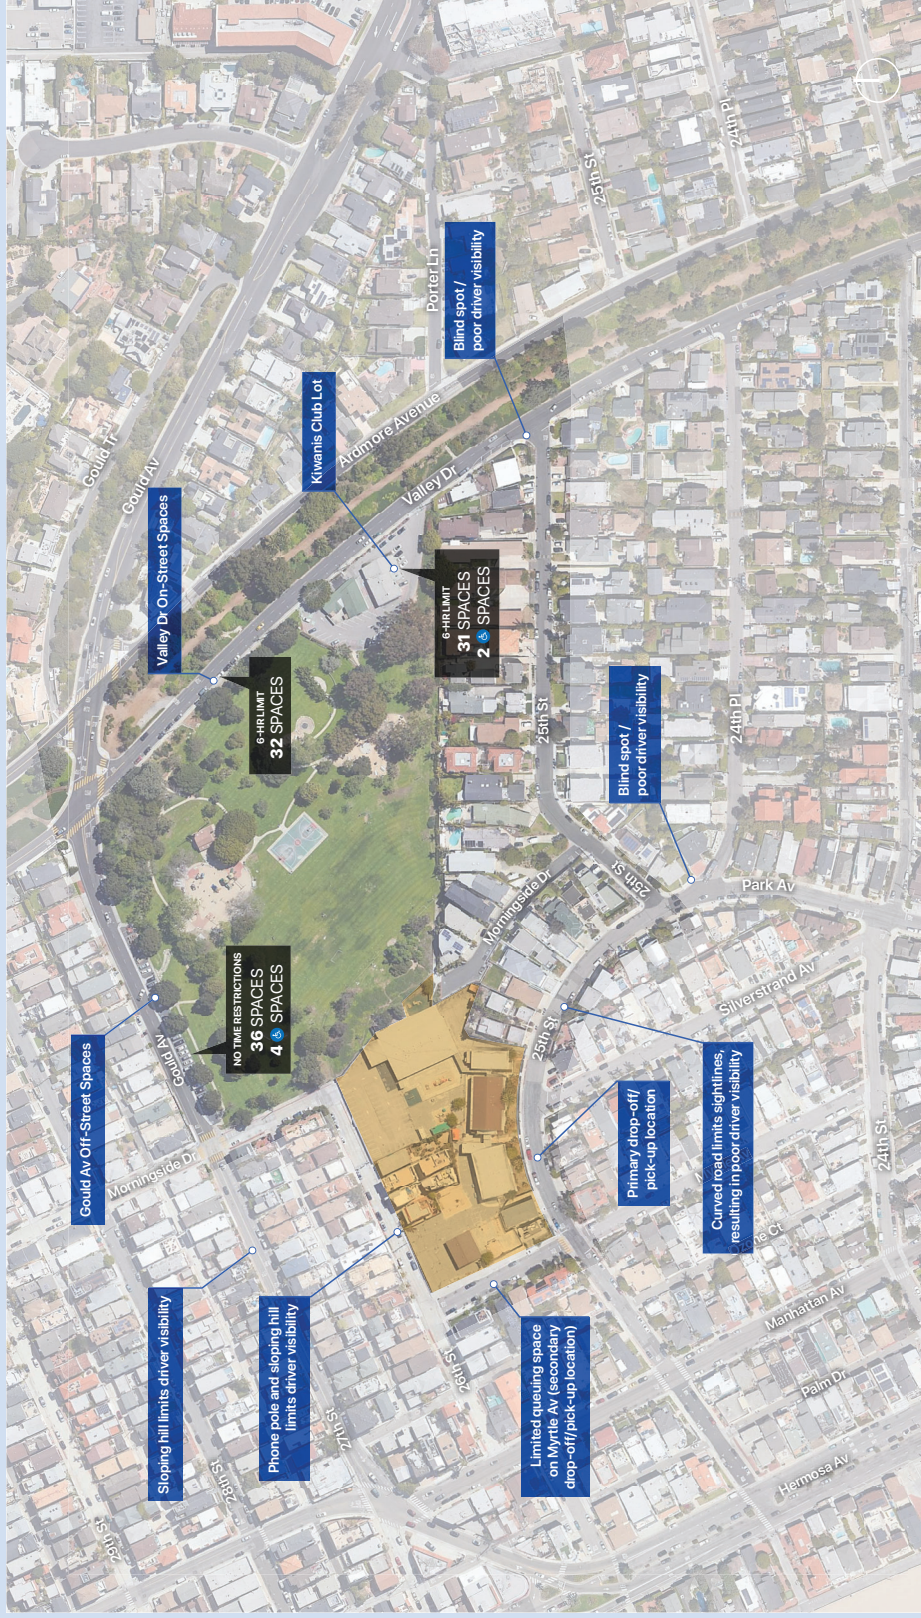 Gould Tr
Gould Av
Porter Ln
25th St
24th Pl
Ardmore Avenue
Valley Dr
Blind spot /
poor driver visibility
Kiwanis Club Lot
Valley Dr On-Street Spaces
6-HR LIMIT
32 SPACES
6-HR LIMIT
31 SPACES
2 ♿ SPACES
25th St
24th Pl
Blind spot /
poor driver visibility
Morningside Dr
25th St
Park Av
Silverstrand Av
NO TIME RESTRICTIONS
36 SPACES
4 ♿ SPACES
Gould Av Off-Street Spaces
Gould Av
Morningside Dr
25th St
24th St
Primary drop-off/
pick-up location
Curved road limits sightlines,
resulting in poor driver visibility
Ozone Ct
Manhattan Av
Palm Dr
Hermosa Av
Sloping hill limits driver visibility
Phone pole and sloping hill
limits driver visibility
Limited queuing space
on Myrtle Av (secondary
drop-off/pick-up location)
26th St
27th St
28th St
29th St